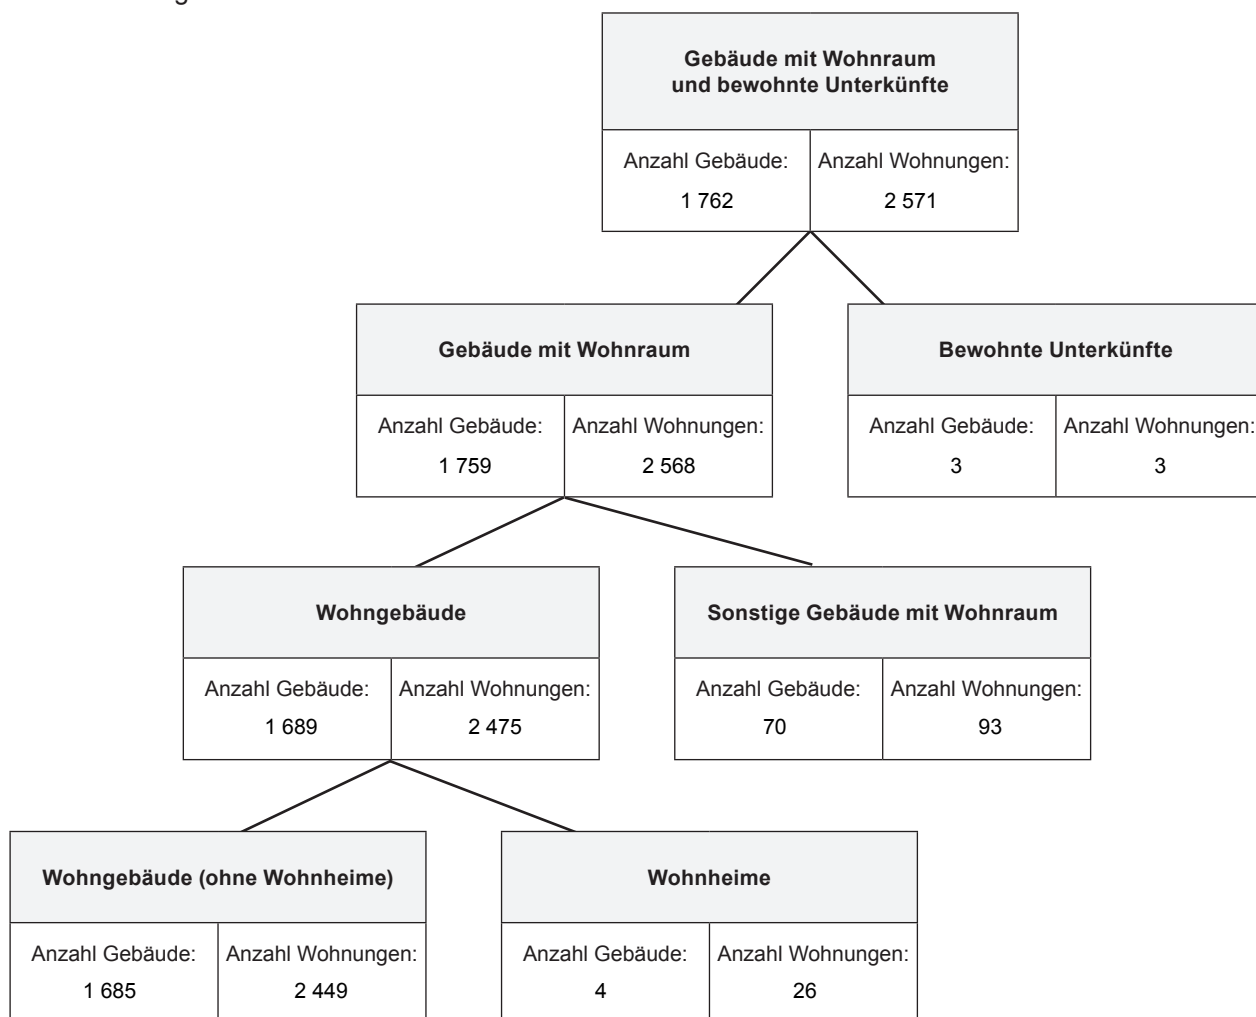 Gebäude mit Wohnraum
und bewohnte Unterkünfte
Anzahl Gebäude: Anzahl Wohnungen:
1 762 2 571
Gebäude mit Wohnraum
Anzahl Gebäude: Anzahl Wohnungen:
1 759 2 568
Bewohnte Unterkünfte
Anzahl Gebäude: Anzahl Wohnungen:
3 3
Wohngebäude
Anzahl Gebäude: Anzahl Wohnungen:
1 689 2 475
Sonstige Gebäude mit Wohnraum
Anzahl Gebäude: Anzahl Wohnungen:
70 93
Wohngebäude (ohne Wohnheime)
Anzahl Gebäude: Anzahl Wohnungen:
1 685 2 449
Wohnheime
Anzahl Gebäude: Anzahl Wohnungen:
4 26